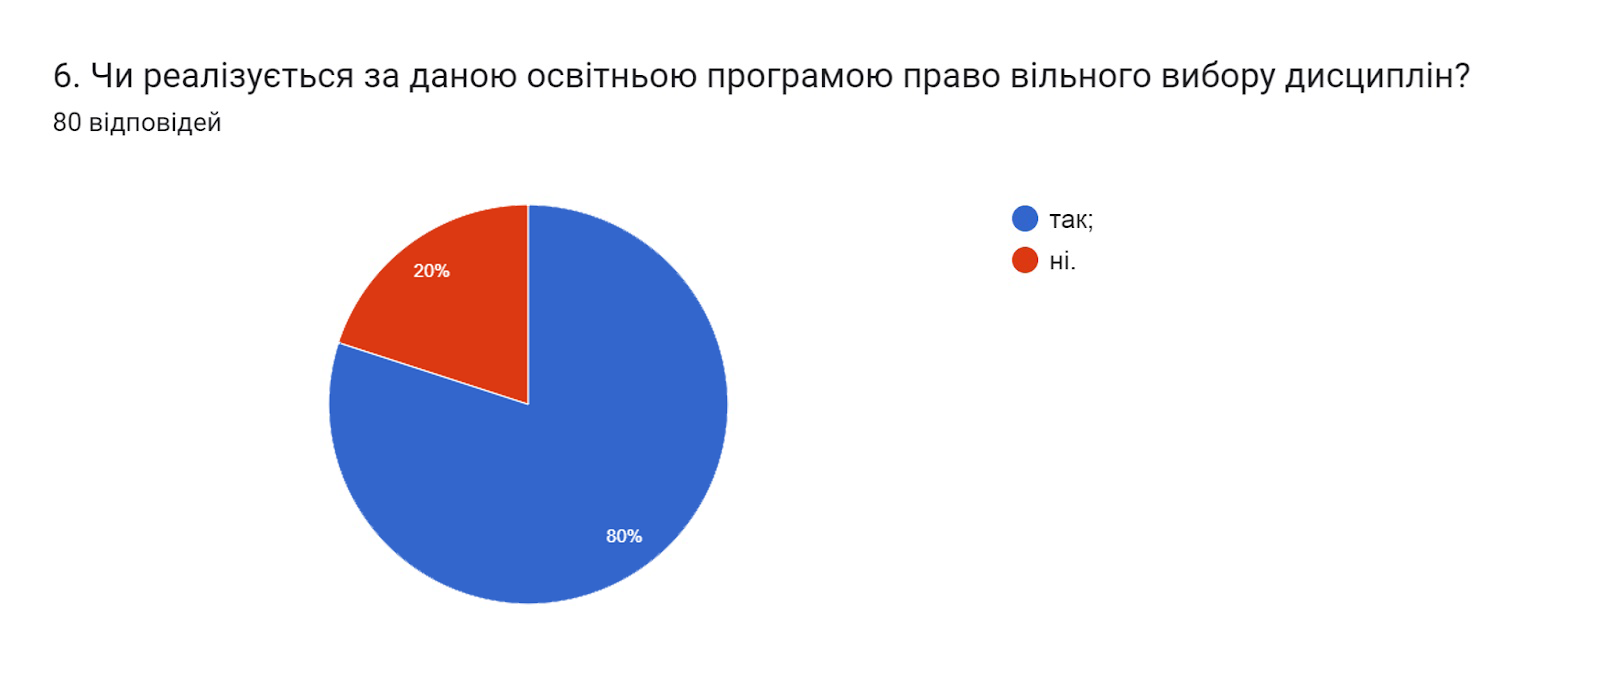 6. Чи реалізується за даною освітньою програмою право вільного вибору дисциплін?
80 відповідей
так;
ні.
20%
80%